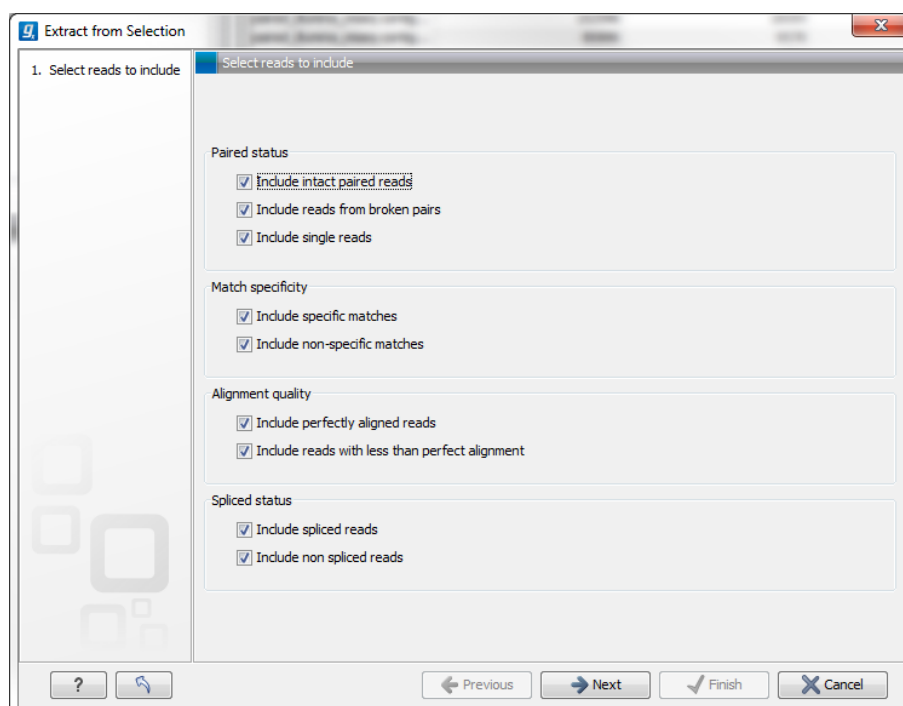 Extract from Selection
1. Select reads to include
Select reads to include
Paired status
Include intact paired reads
Include reads from broken pairs
Include single reads
Match specificity
Include specific matches
Include non-specific matches
Alignment quality
Include perfectly aligned reads
Include reads with less than perfect alignment
Spliced status
Include spliced reads
Include non spliced reads
?
Previous
Next
Finish
Cancel